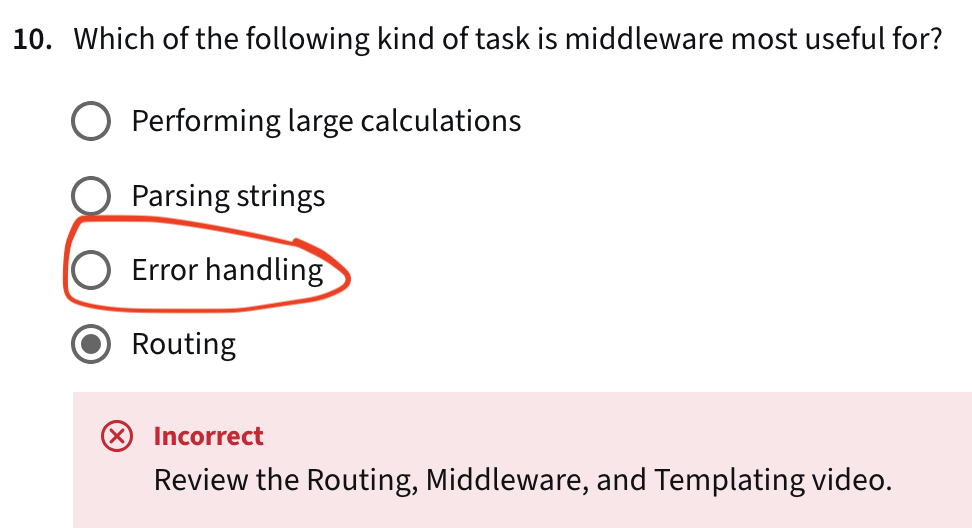 10. Which of the following kind of task is middleware most useful for?
Performing large calculations
Parsing strings
Error handling
Routing
Incorrect
Review the Routing, Middleware, and Templating video.